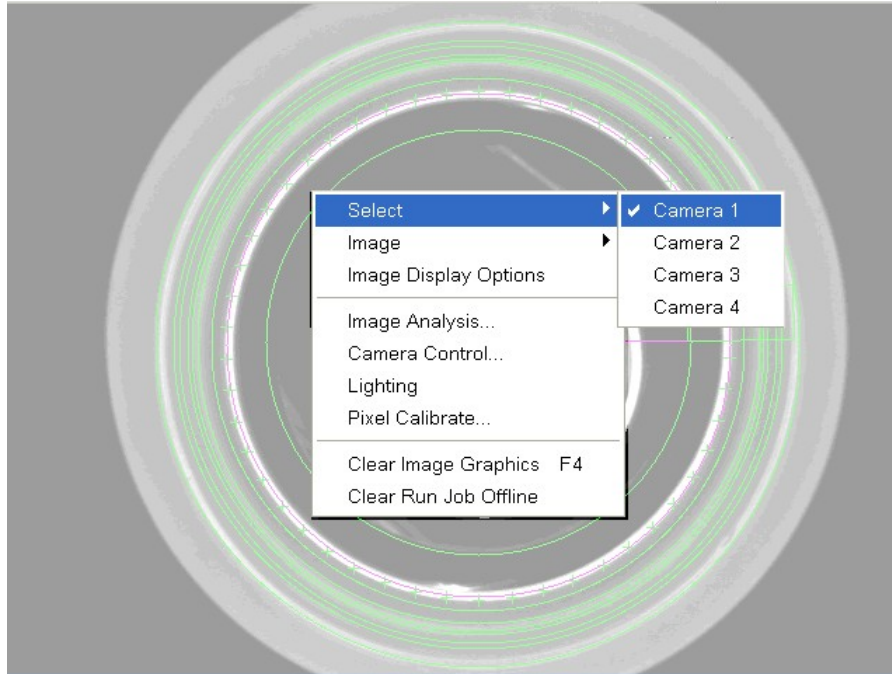 Select
Image
Image Display Options
Image Analysis...
Camera Control...
Lighting
Pixel Calibrate...
Clear Image Graphics F4
Clear Run Job Offline
Camera 1
Camera 2
Camera 3
Camera 4